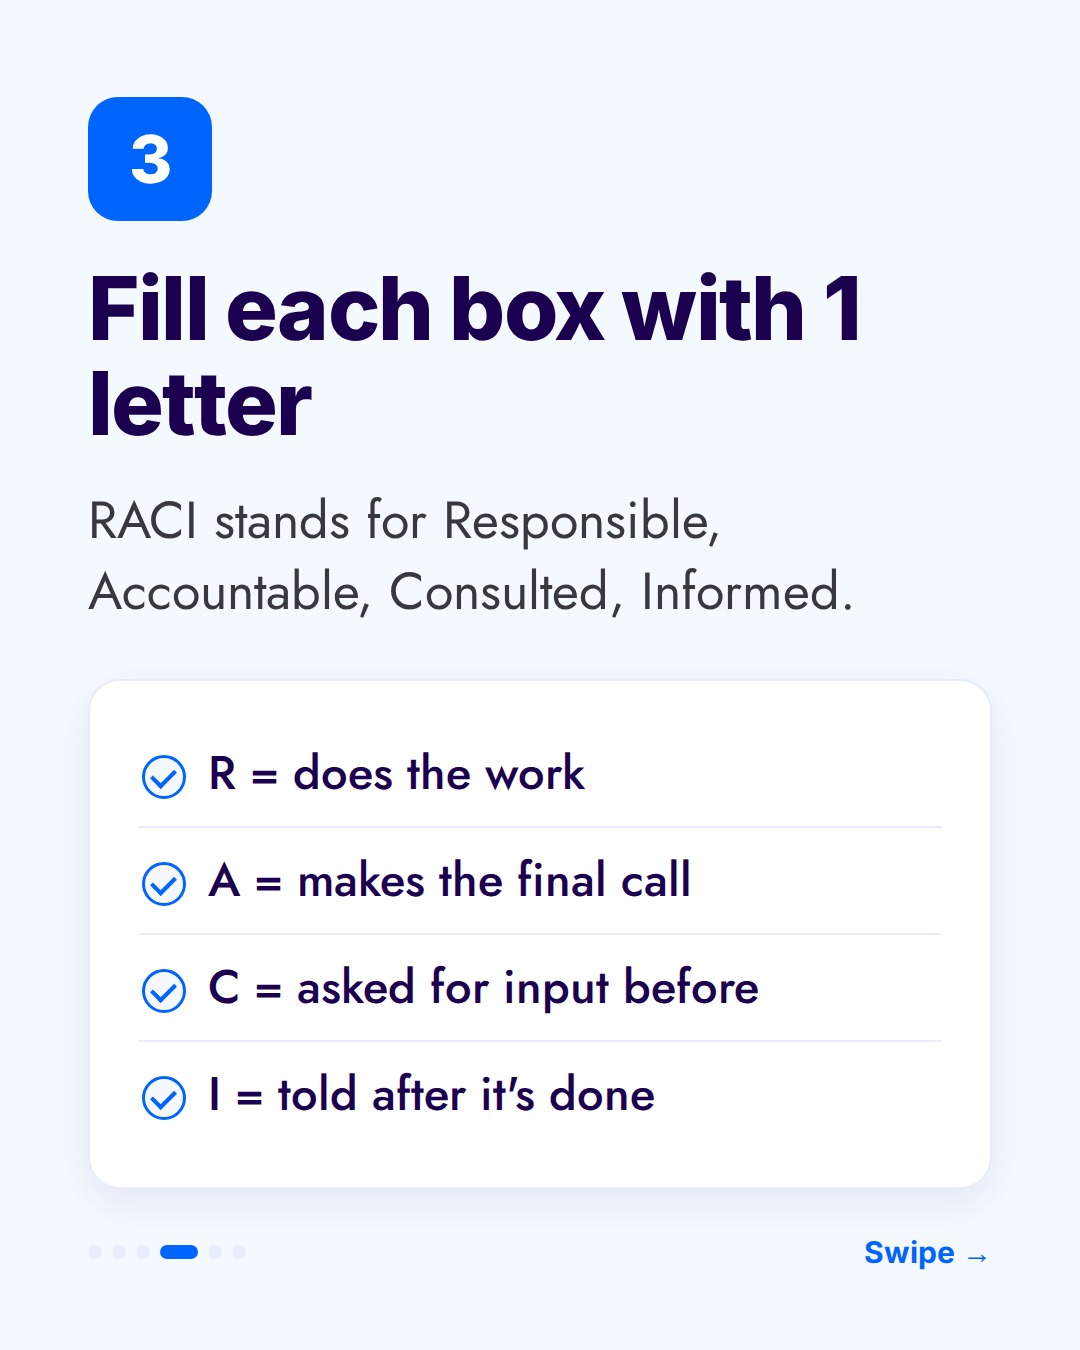 3
Fill each box with 1
letter
RACI stands for Responsible,
Accountable, Consulted, Informed.
R = does the work
A = makes the final call
C = asked for input before
I = told after it's done
Swipe →